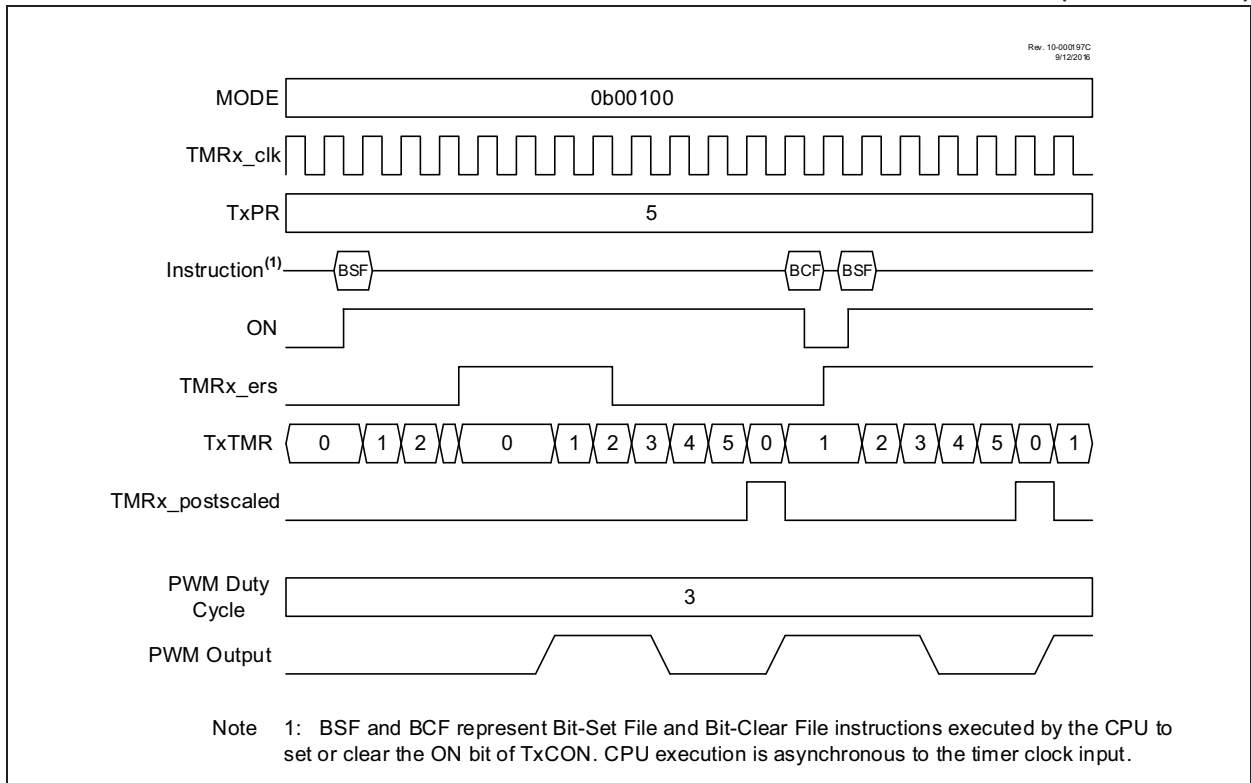 Rev. 10-000197C
9/12/2016
MODE 0b00100
TMRx_clk
TxPR 5
Instruction(1) BSF BCF BSF
ON
TMRx_ers
TxTMR 0 1 2 0 1 2 3 4 5 0 1 2 3 4 5 0 1
TMRx_postscaled
PWM Duty
Cycle
3
PWM Output
Note 1: BSF and BCF represent Bit-Set File and Bit-Clear File instructions executed by the CPU to
set or clear the ON bit of TxCON. CPU execution is asynchronous to the timer clock input.